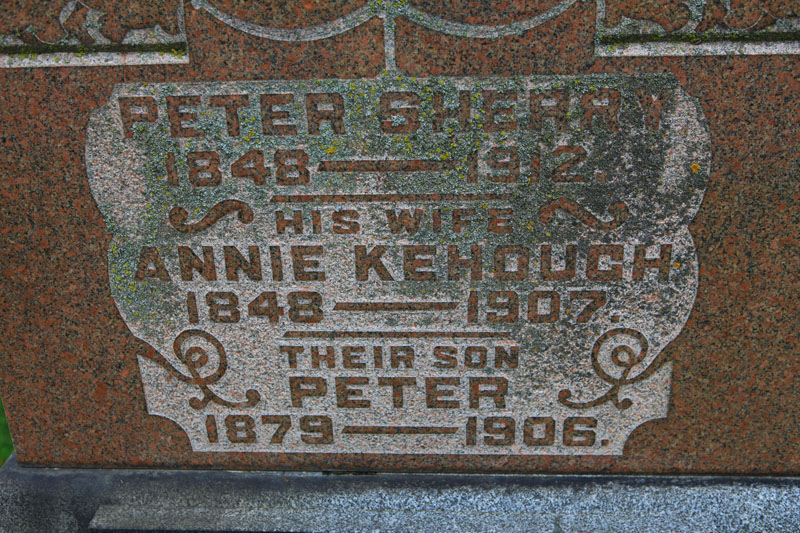 PETER SHERRY
1848 — 1912.
HIS WIFE
ANNIE KEHOUGH
1848 — 1907.
THEIR SON
PETER
1879 — 1906.